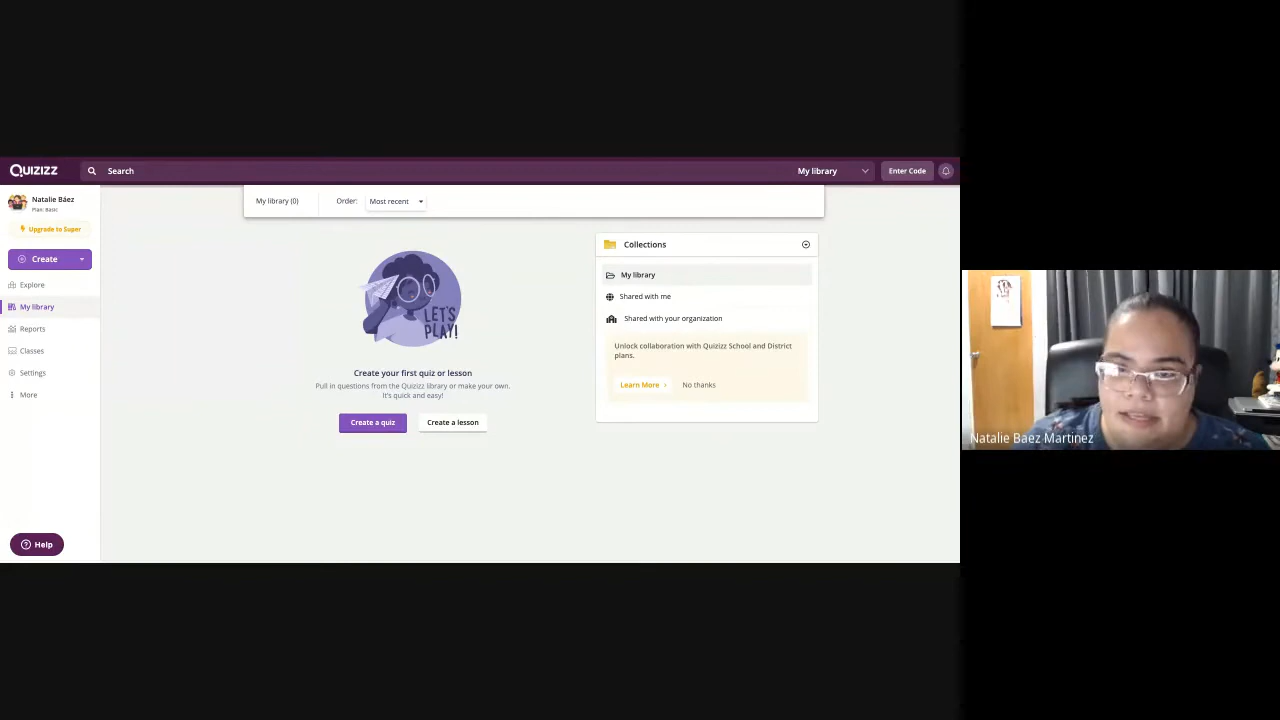 Quizizz
Search
My library
Enter Code
Natalie Báez
Plan: Basic
Upgrade to Super
Create
Explore
My library
Reports
Classes
Settings
More
Help
My library (0)
Order:
Most recent
LET'S
PLAY!
Create your first quiz or lesson
Pull in questions from the Quizizz library or make your own.
It's quick and easy!
Create a quiz
Create a lesson
Collections
My library
Shared with me
Shared with your organization
Unlock collaboration with Quizizz School and District
plans.
Learn More
No thanks
Natalie Baez Martinez